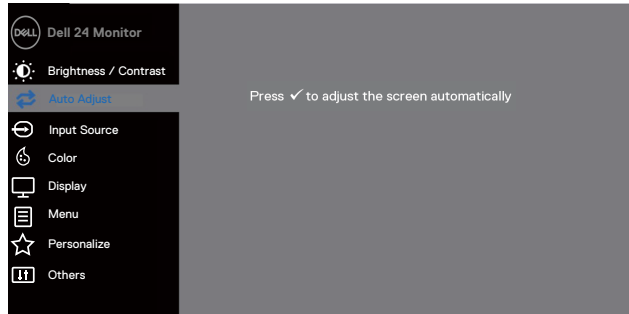 DELL Dell 24 Monitor
Brightness / Contrast
Auto Adjust
Press ✓ to adjust the screen automatically
Input Source
Color
Display
Menu
Personalize
Others